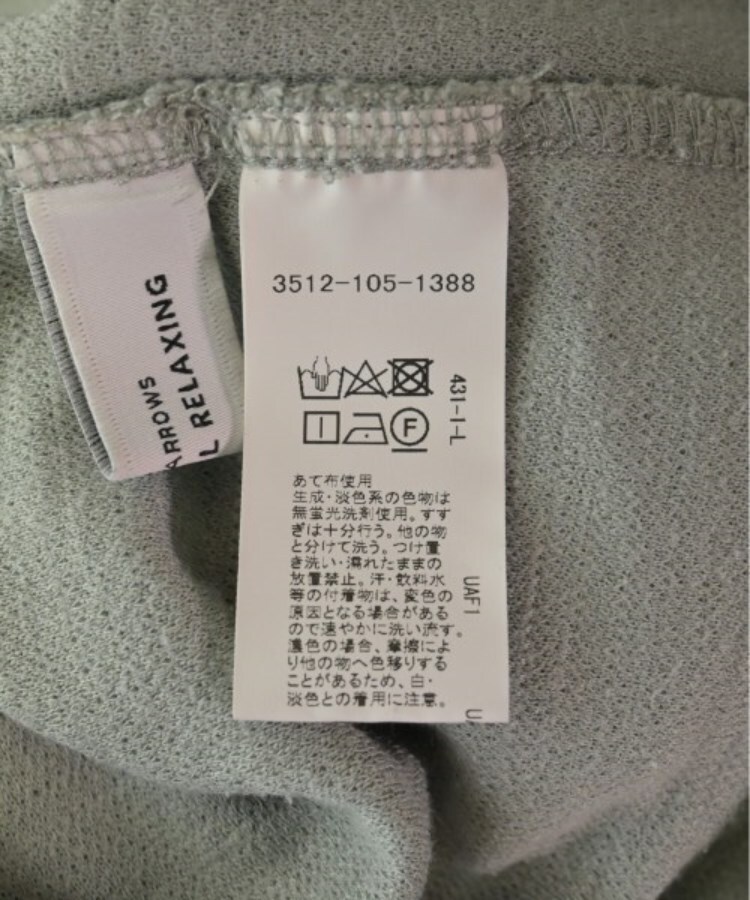 3512-105-1388
431-I-L
F
あて布使用
生成・淡色系の色物は
無蛍光洗剤使用。すす
ぎは十分行う。他の物
と分けて洗う。つけ置
き洗い・濡れたままの
放置禁止。汗・飲料水
等の付着物は、変色の
原因となる場合がある
ので速やかに洗い流す。
濃色の場合、摩擦によ
り他の物へ色移りする
ことがあるため、白・
淡色との着用に注意。
UAF1
U
ARROWS
L RELAXING